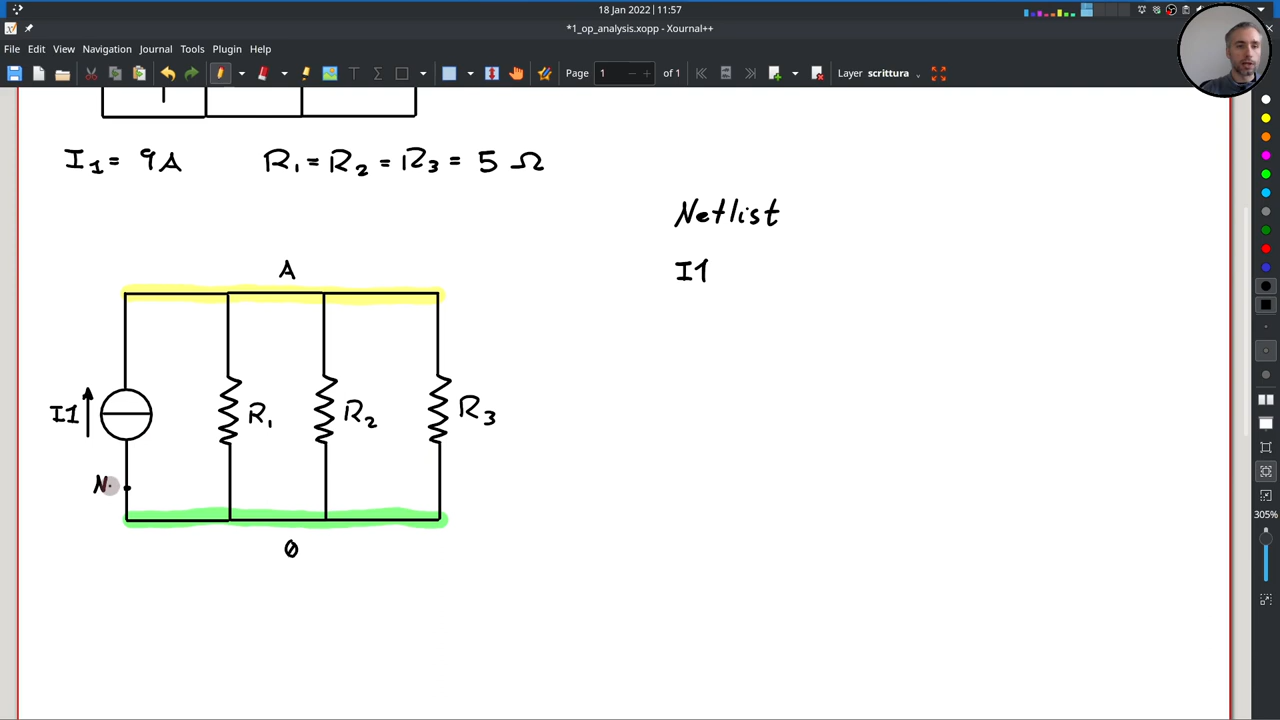 18 Jan 2022 | 11:57
*1_op_analysis.xopp - Xournal++
File Edit View Navigation Journal Tools Plugin Help
Page 1 of 1 Layer scrittura
I1 = 9A R1 = R2 = R3 = 5 Ω
Netlist
I1
A
I1 R1 R2 R3
N
0
305%